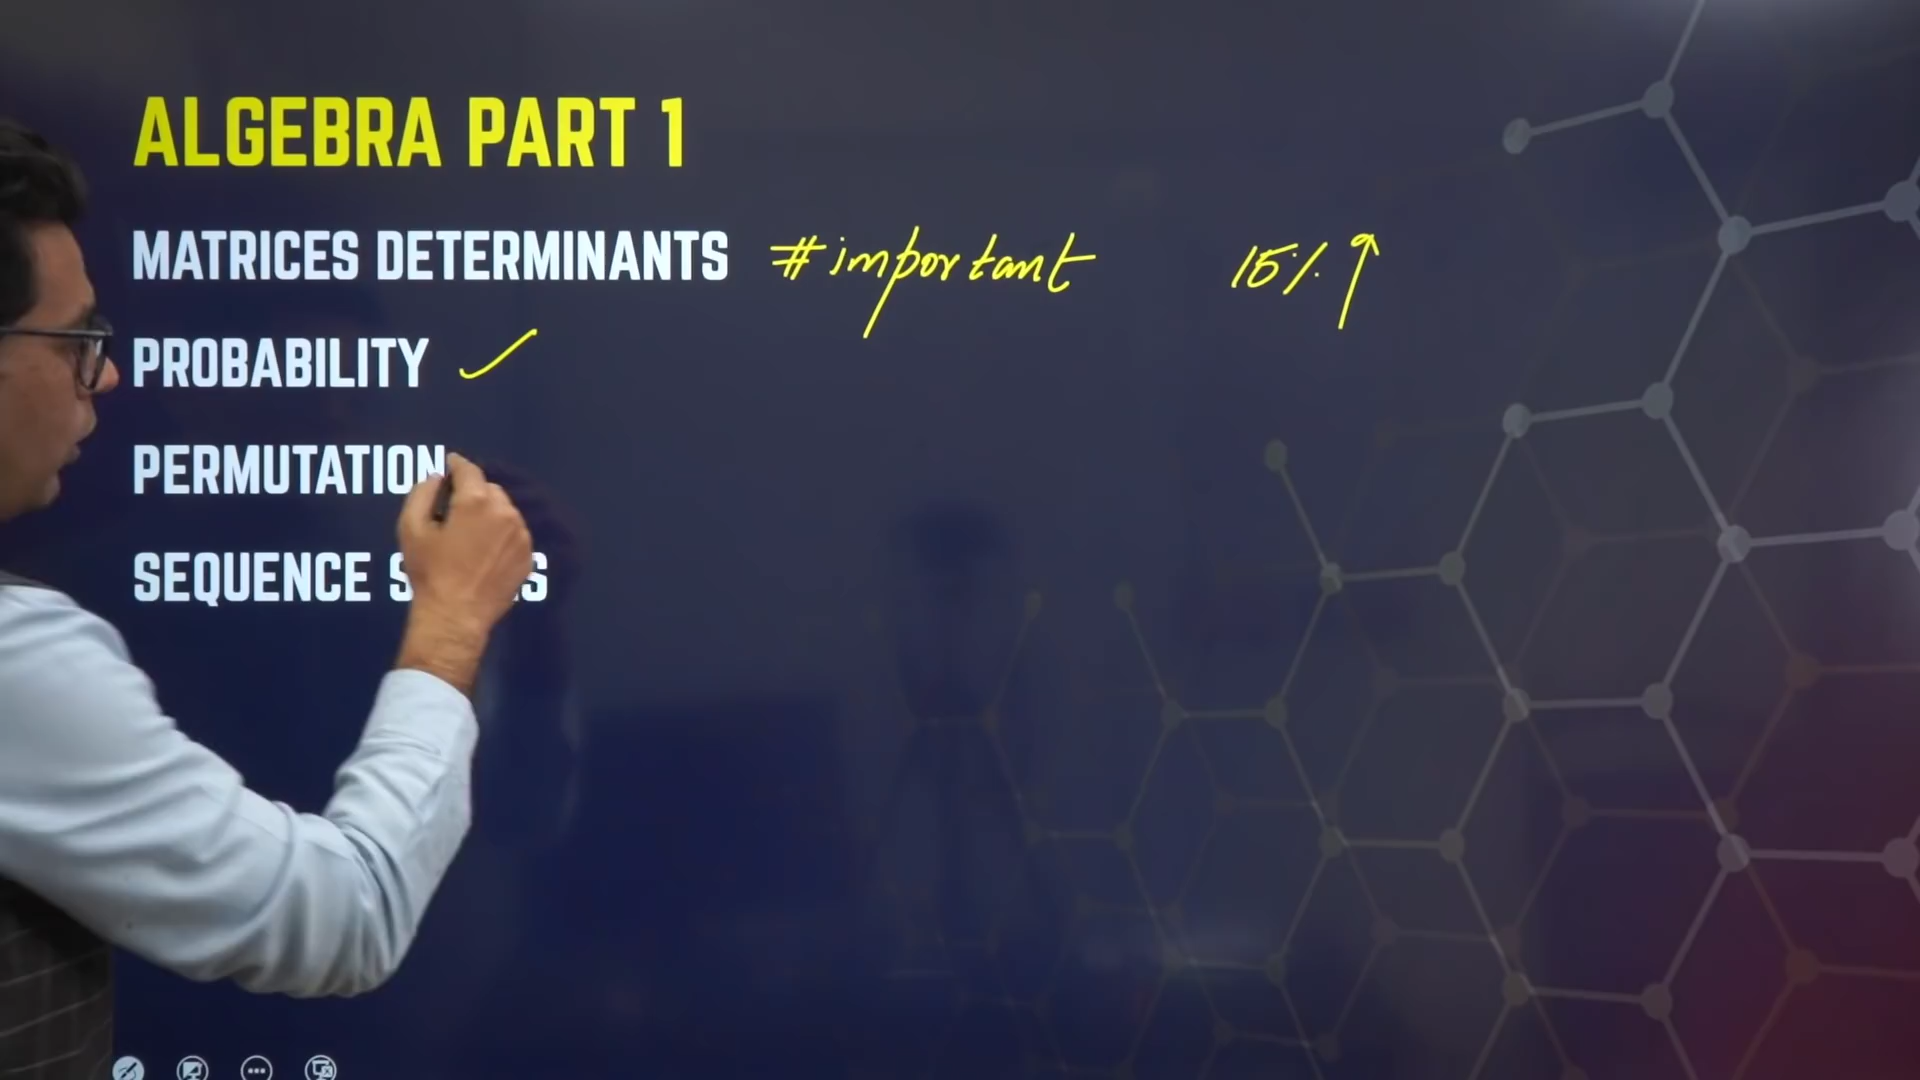 ALGEBRA PART 1
MATRICES DETERMINANTS #important 15% ↑
PROBABILITY ✓
PERMUTATION
SEQUENCE